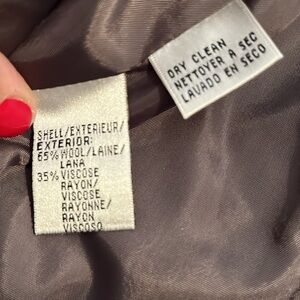 SHELL/EXTERIEUR/
EXTERIOR:
65% WOOL/LAINE/
LANA
35% VISCOSE
RAYON/
VISCOSE
RAYONNE/
RAYON
VISCOSO
DRY CLEAN
NETTOYER A SEC
LAVADO EN SECO